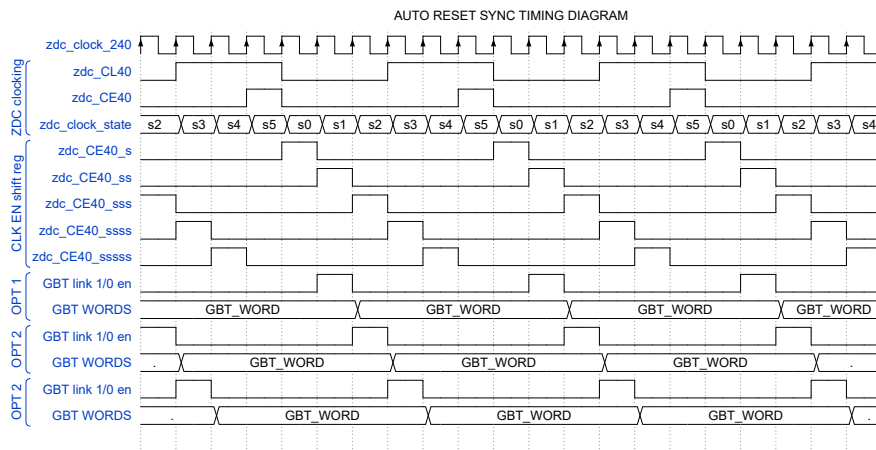 AUTO RESET SYNC TIMING DIAGRAM
zdc_clock_240
ZDC clocking
zdc_CL40
zdc_CE40
zdc_clock_state s2 s3 s4 s5 s0 s1 s2 s3 s4 s5 s0 s1 s2 s3 s4 s5 s0 s1 s2 s3 s4
CLK EN shift reg
zdc_CE40_s
zdc_CE40_ss
zdc_CE40_sss
zdc_CE40_ssss
zdc_CE40_sssss
OPT 1
GBT link 1/0 en
GBT WORDS GBT_WORD GBT_WORD GBT_WORD GBT_WORD
OPT 2
GBT link 1/0 en
GBT WORDS . GBT_WORD GBT_WORD GBT_WORD .
OPT 2
GBT link 1/0 en
GBT WORDS . GBT_WORD GBT_WORD GBT_WORD .